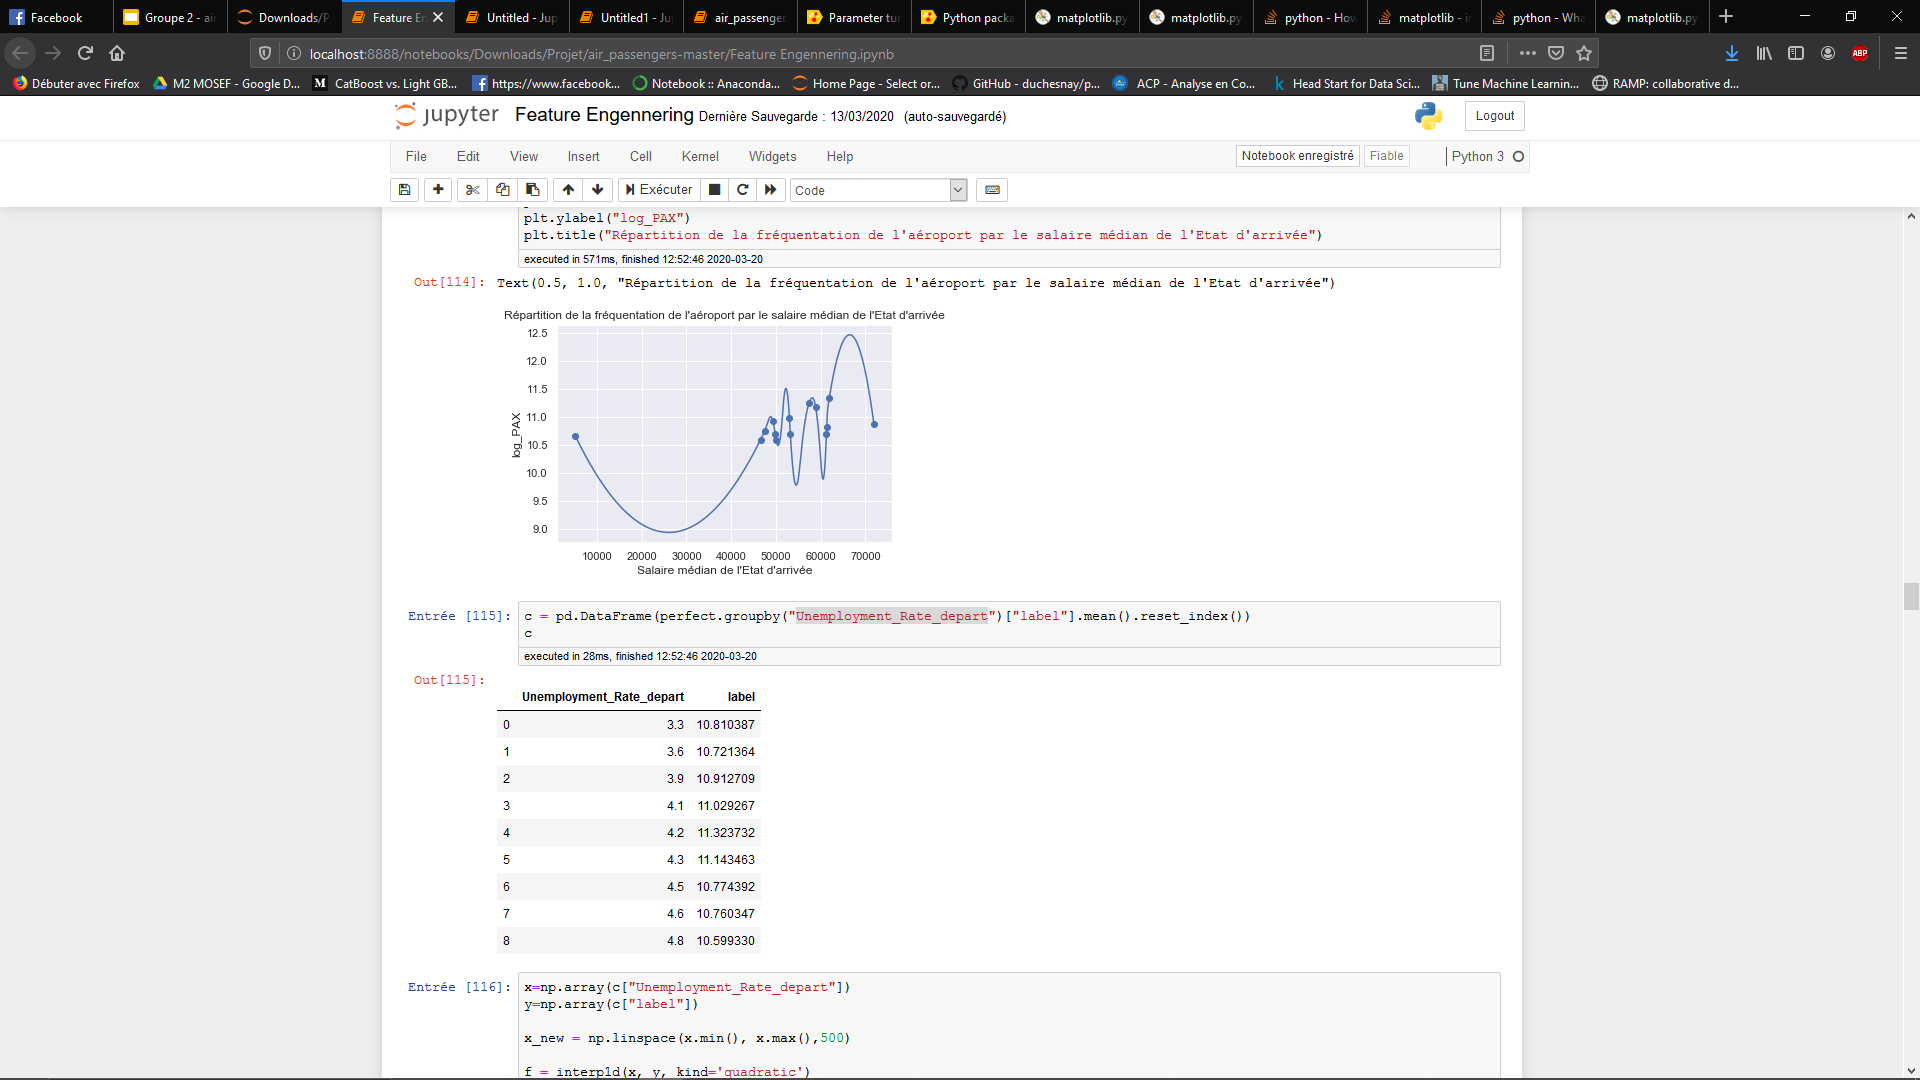 Facebook
Groupe 2 - air
Downloads/P
Feature En
Untitled - Jup
Untitled1 - Ju
air_passenger
Parameter tun
Python packa
matplotlib.py
matplotlib.py
python - How
matplotlib - i
python - Wha
matplotlib.py
localhost:8888/notebooks/Downloads/Projet/air_passengers-master/Feature Engennering.ipynb
ABP
Débuter avec Firefox
M2 MOSEF - Google D...
CatBoost vs. Light GB...
https://www.facebook...
Notebook :: Anaconda...
Home Page - Select or...
GitHub - duchesnay/p...
ACP - Analyse en Co...
Head Start for Data Sci...
Tune Machine Learnin...
RAMP: collaborative d...
jupyter Feature Engennering Dernière Sauvegarde : 13/03/2020 (auto-sauvegardé)
Logout
File Edit View Insert Cell Kernel Widgets Help
Notebook enregistré Fiable Python 3
Exécuter Code
plt.ylabel("log_PAX")
plt.title("Répartition de la fréquentation de l'aéroport par le salaire médian de l'Etat d'arrivée")
executed in 571ms, finished 12:52:46 2020-03-20
Out[114]: Text(0.5, 1.0, "Répartition de la fréquentation de l'aéroport par le salaire médian de l'Etat d'arrivée")
Répartition de la fréquentation de l'aéroport par le salaire médian de l'Etat d'arrivée
12.5
12.0
11.5
11.0
10.5
10.0
9.5
9.0
log_PAX
10000 20000 30000 40000 50000 60000 70000
Salaire médian de l'Etat d'arrivée
Entrée [115]: c = pd.DataFrame(perfect.groupby("Unemployment_Rate_depart")["label"].mean().reset_index())
c
executed in 28ms, finished 12:52:46 2020-03-20
Out[115]:
Unemployment_Rate_depart label
0 3.3 10.810387
1 3.6 10.721364
2 3.9 10.912709
3 4.1 11.029267
4 4.2 11.323732
5 4.3 11.143463
6 4.5 10.774392
7 4.6 10.760347
8 4.8 10.599330
Entrée [116]: x=np.array(c["Unemployment_Rate_depart"])
y=np.array(c["label"])
x_new = np.linspace(x.min(), x.max(),500)
f = interp1d(x, y, kind='quadratic')